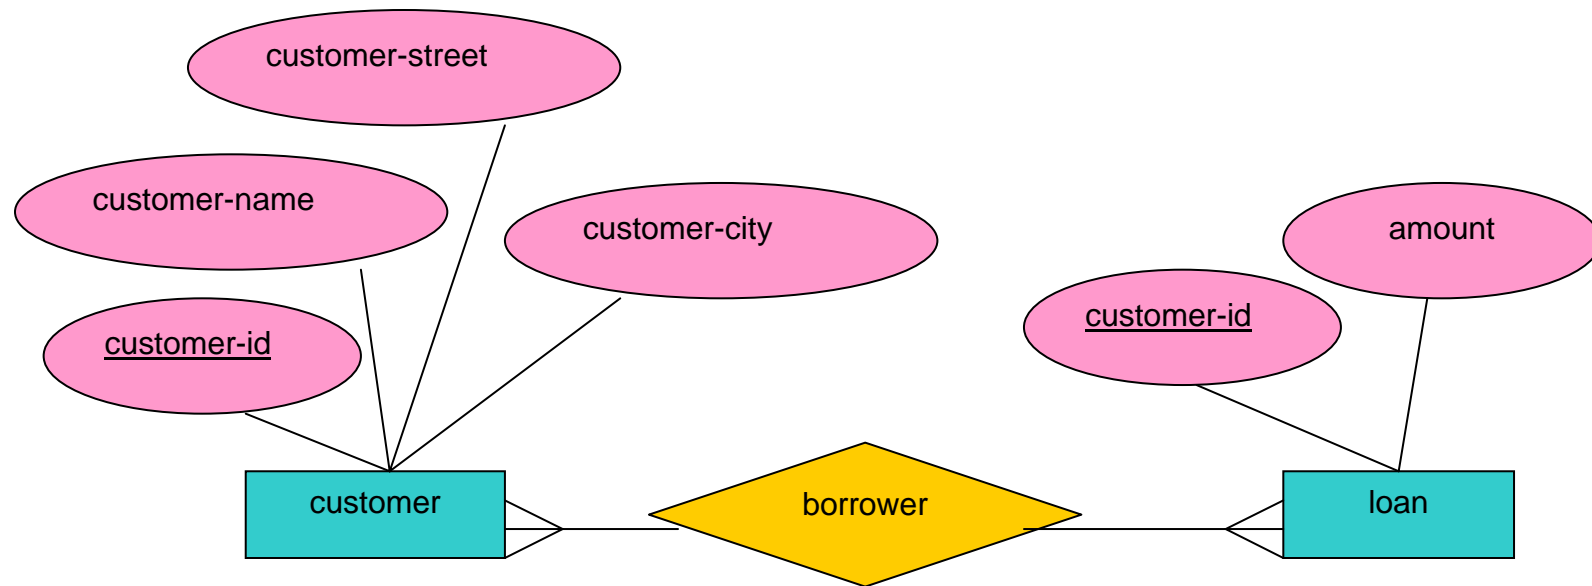 customer-street
customer-name
customer-city
amount
customer-id
customer-id
customer
borrower
loan